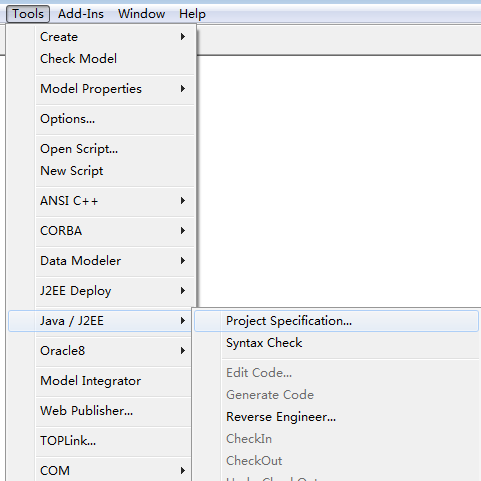 Tools Add-Ins Window Help
Create
Check Model
Model Properties
Options...
Open Script...
New Script
ANSI C++
CORBA
Data Modeler
J2EE Deploy
Java / J2EE
Oracle8
Model Integrator
Web Publisher...
TOPLink...
COM
Project Specification...
Syntax Check
Edit Code...
Generate Code
Reverse Engineer...
CheckIn
CheckOut